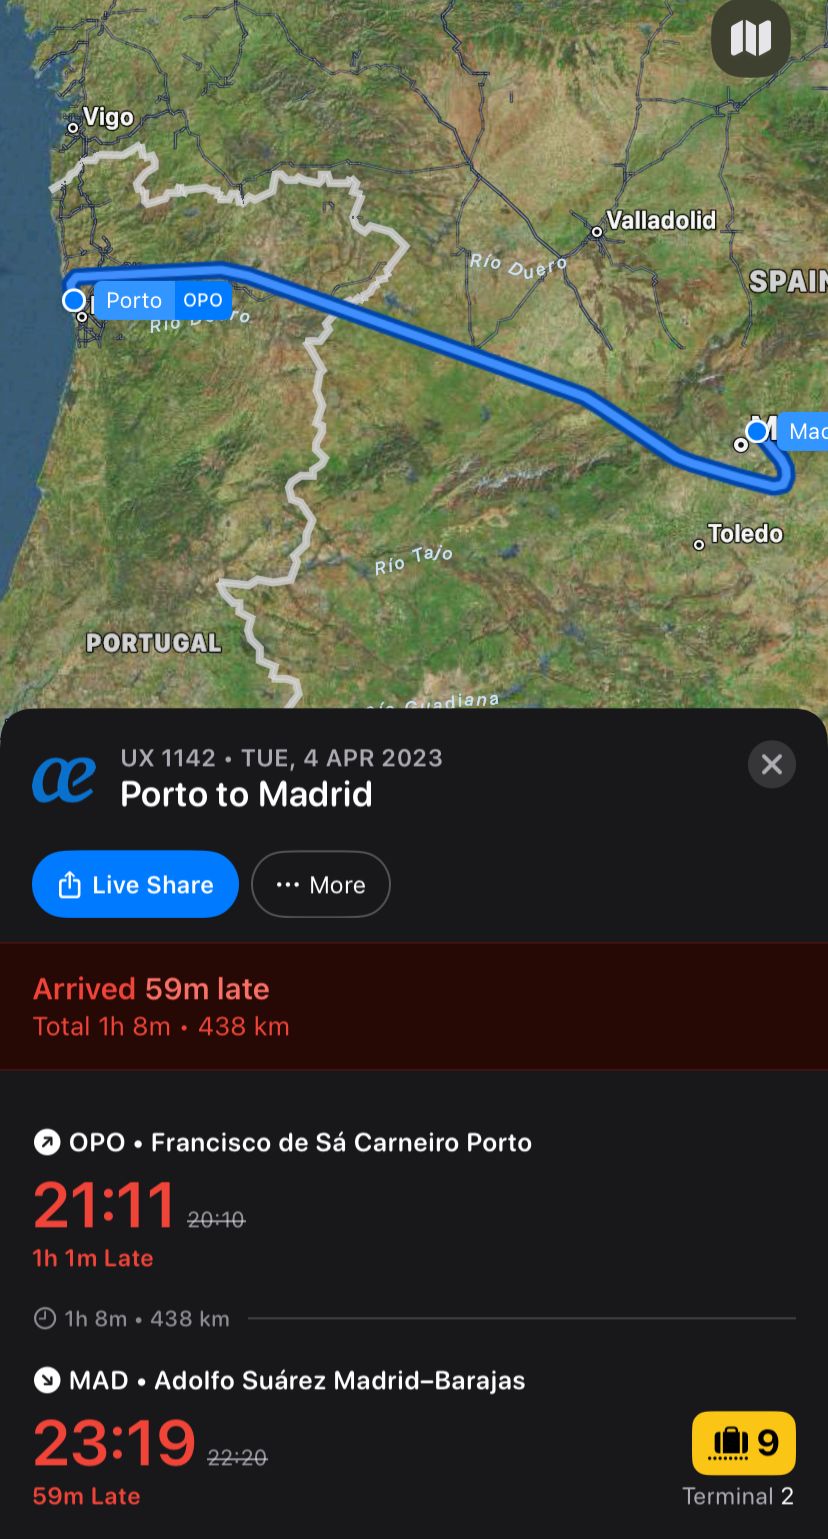 Vigo
Valladolid
Río Duero
SPAIN
Porto OPO
Mad
Toledo
Río Tajo
PORTUGAL
Río Guadiana
æ UX 1142 • TUE, 4 APR 2023
Porto to Madrid
Live Share
··· More
Arrived 59m late
Total 1h 8m • 438 km
OPO • Francisco de Sá Carneiro Porto
21:11 20:10
1h 1m Late
1h 8m • 438 km
MAD • Adolfo Suárez Madrid–Barajas
23:19 22:20
9
59m Late
Terminal 2